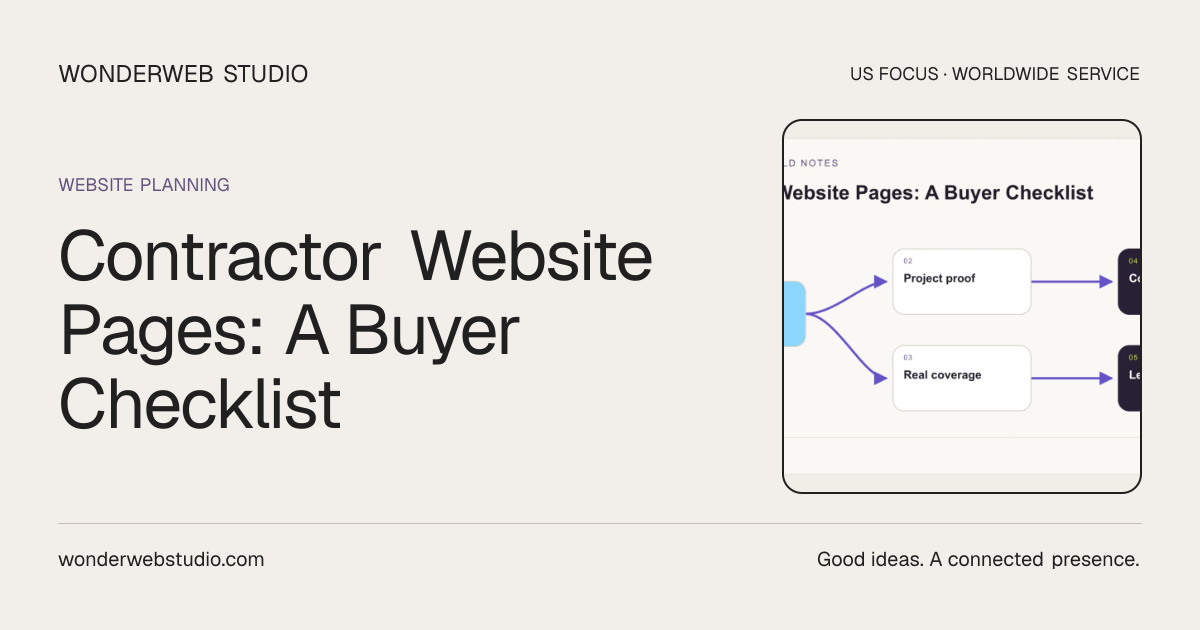 WONDERWEB STUDIO
US FOCUS · WORLDWIDE SERVICE
WEBSITE PLANNING
Contractor Website
Pages: A Buyer
Checklist
NOTES
Website Pages: A Buyer Checklist
02
Project proof
03
Real coverage
04
05
wonderwebstudio.com
Good ideas. A connected presence.